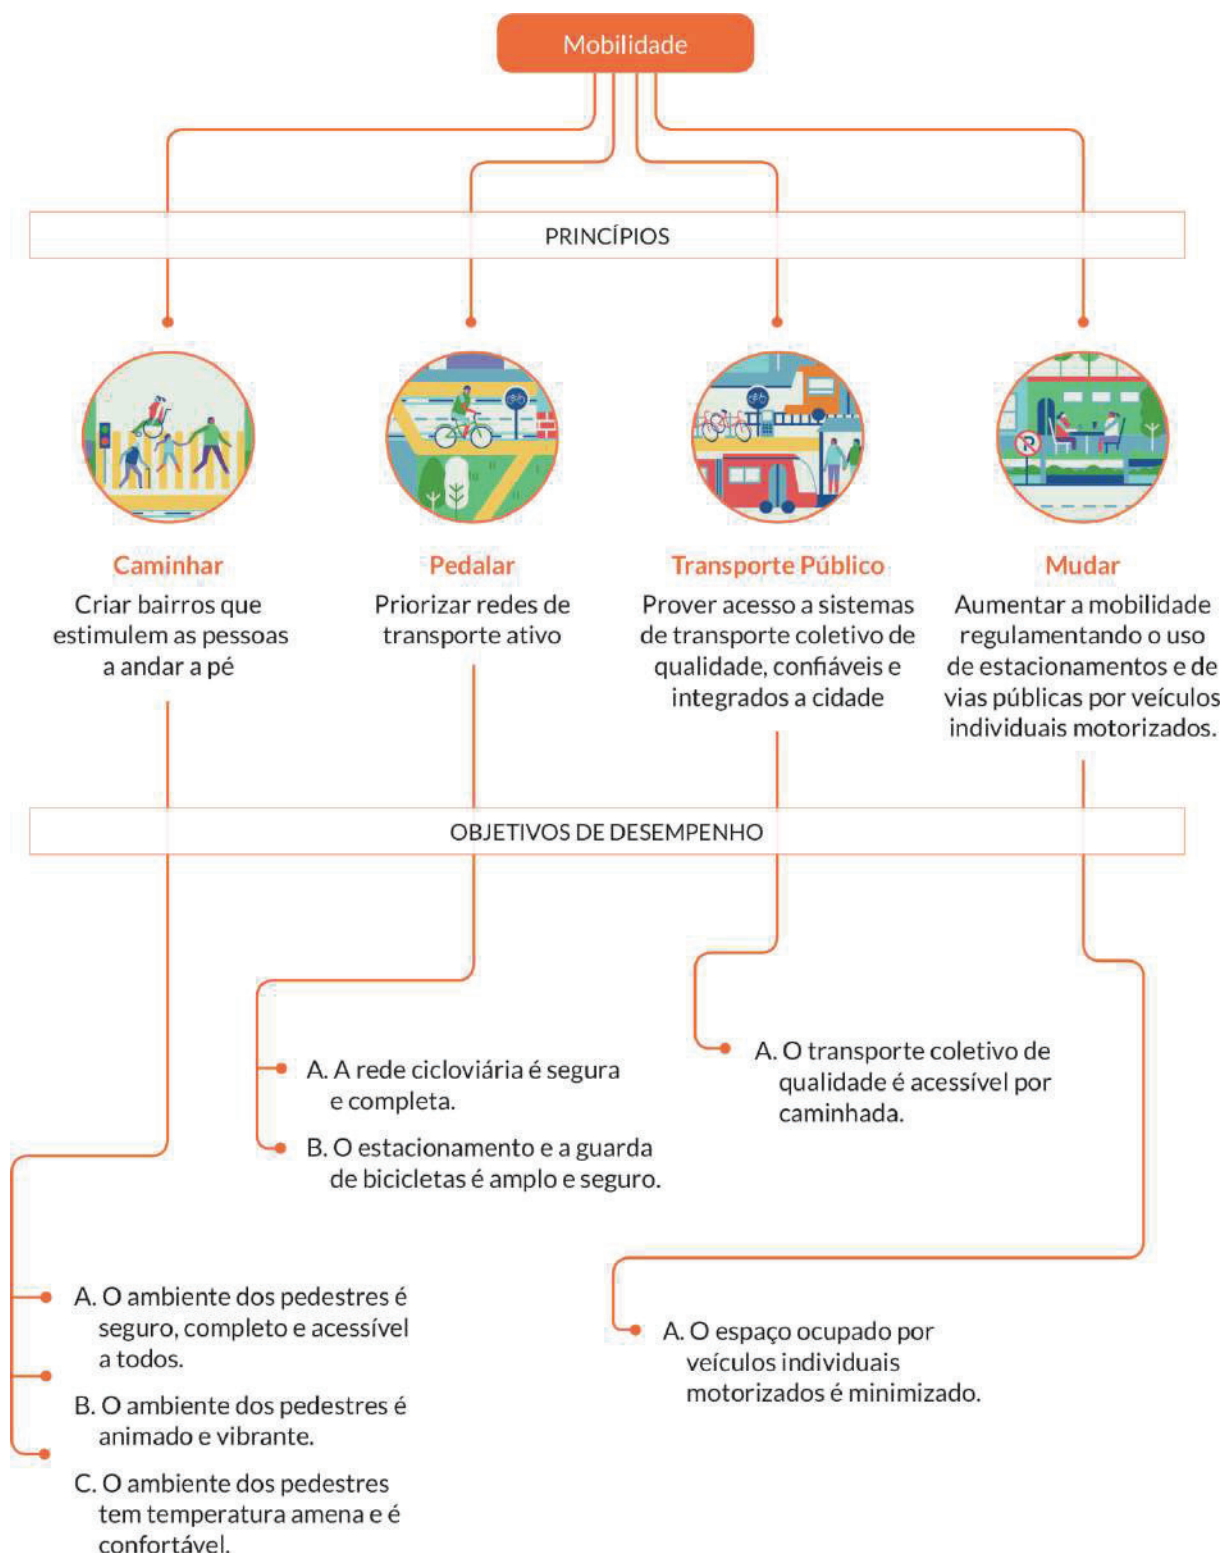 Mobilidade
PRINCÍPIOS
Caminhar
Criar bairros que
estimulem as pessoas
a andar a pé
Pedalar
Priorizar redes de
transporte ativo
Transporte Público
Prover acesso a sistemas
de transporte coletivo de
qualidade, confiáveis e
integrados a cidade
Mudar
Aumentar a mobilidade
regulamentando o uso
de estacionamentos e de
vias públicas por veículos
individuais motorizados.
OBJETIVOS DE DESEMPENHO
A. O ambiente dos pedestres é
seguro, completo e acessível
a todos.
B. O ambiente dos pedestres é
animado e vibrante.
C. O ambiente dos pedestres
tem temperatura amena e é
confortável.
A. A rede cicloviária é segura
e completa.
B. O estacionamento e a guarda
de bicicletas é amplo e seguro.
A. O transporte coletivo de
qualidade é acessível por
caminhada.
A. O espaço ocupado por
veículos individuais
motorizados é minimizado.